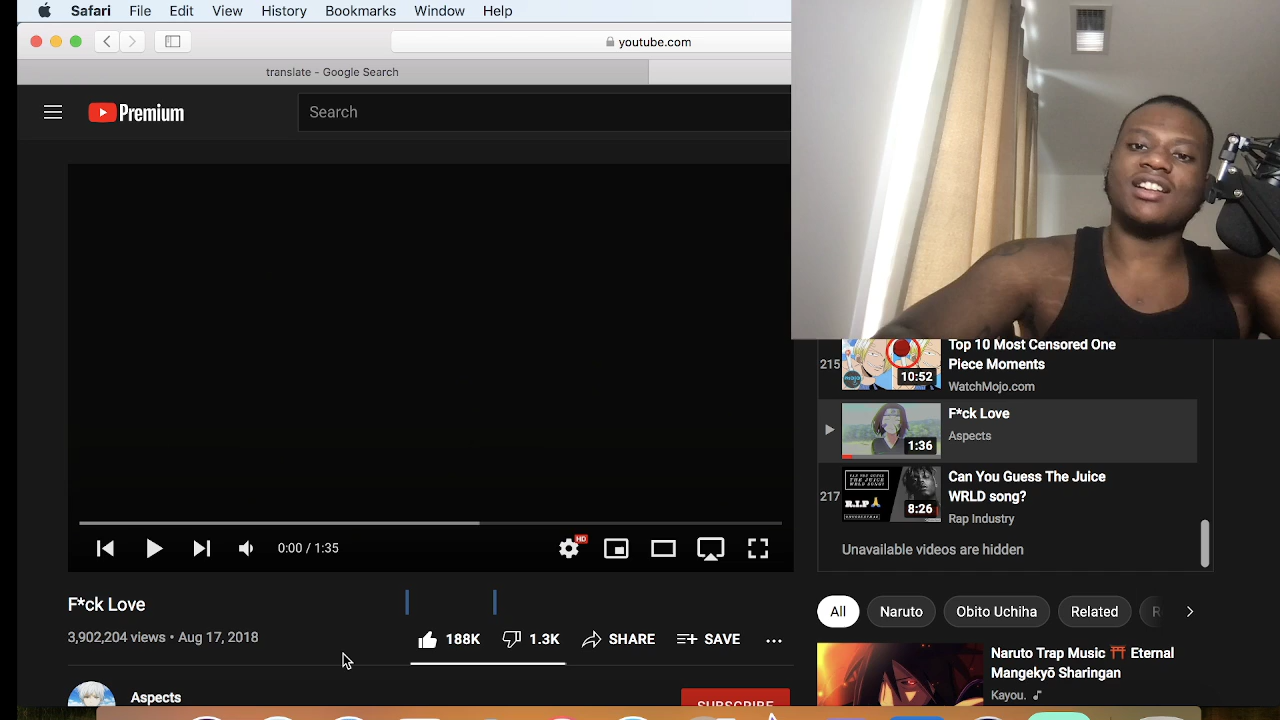 Safari File Edit View History Bookmarks Window Help
youtube.com
translate - Google Search
Premium
Search
215
10:52
Top 10 Most Censored One
Piece Moments
WatchMojo.com
1:36
F*ck Love
Aspects
217
R.I.P
8:26
Can You Guess The Juice
WRLD song?
Rap Industry
Unavailable videos are hidden
0:00 / 1:35
HD
F*ck Love
3,902,204 views • Aug 17, 2018
188K 1.3K SHARE SAVE
Aspects
SUBSCRIBE
All Naruto Obito Uchiha Related R
Naruto Trap Music ⛩ Eternal
Mangekyō Sharingan
Kayou. 🎷